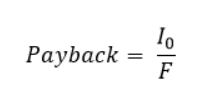 Payback = I₀ / F